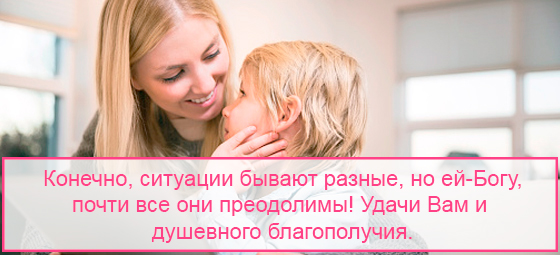 Конечно, ситуации бывают разные, но ей-Богу,
почти все они преодолимы! Удачи Вам и
душевного благополучия.